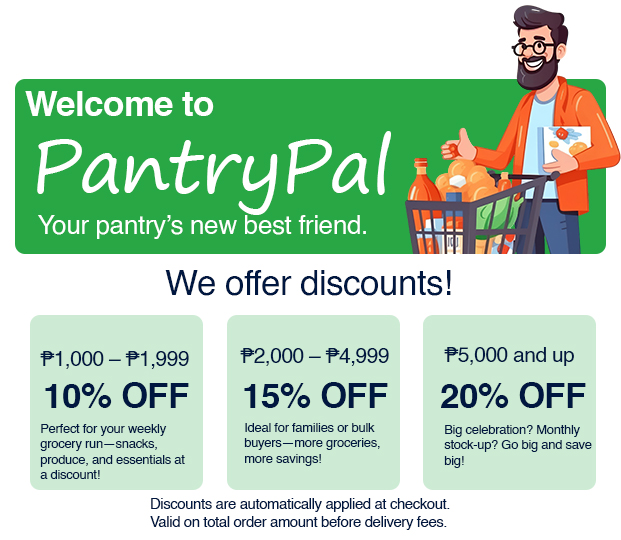 Welcome to
PantryPal
Your pantry’s new best friend.
We offer discounts!
₱1,000 – ₱1,999
10% OFF
Perfect for your weekly
grocery run—snacks,
produce, and essentials at
a discount!
₱2,000 – ₱4,999
15% OFF
Ideal for families or bulk
buyers—more groceries,
more savings!
₱5,000 and up
20% OFF
Big celebration? Monthly
stock-up? Go big and save
big!
Discounts are automatically applied at checkout.
Valid on total order amount before delivery fees.